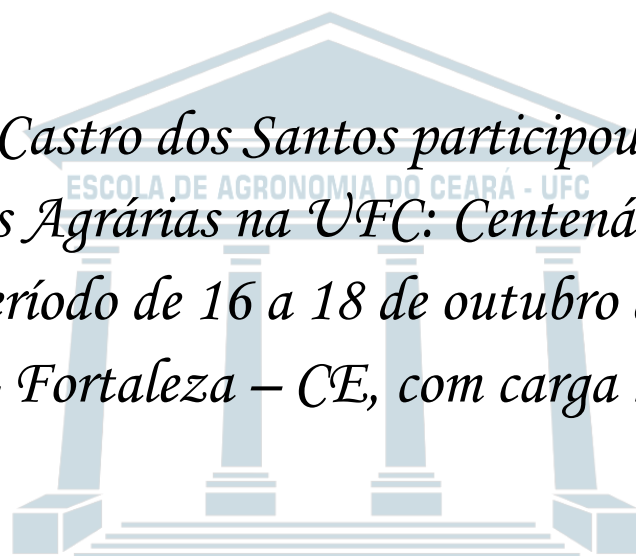 Castro dos Santos participou
ESCOLA DE AGRONOMIA DO CEARÁ - UFC
s Agrárias na UFC: Centená
eríodo de 16 a 18 de outubro
Fortaleza – CE, com carga